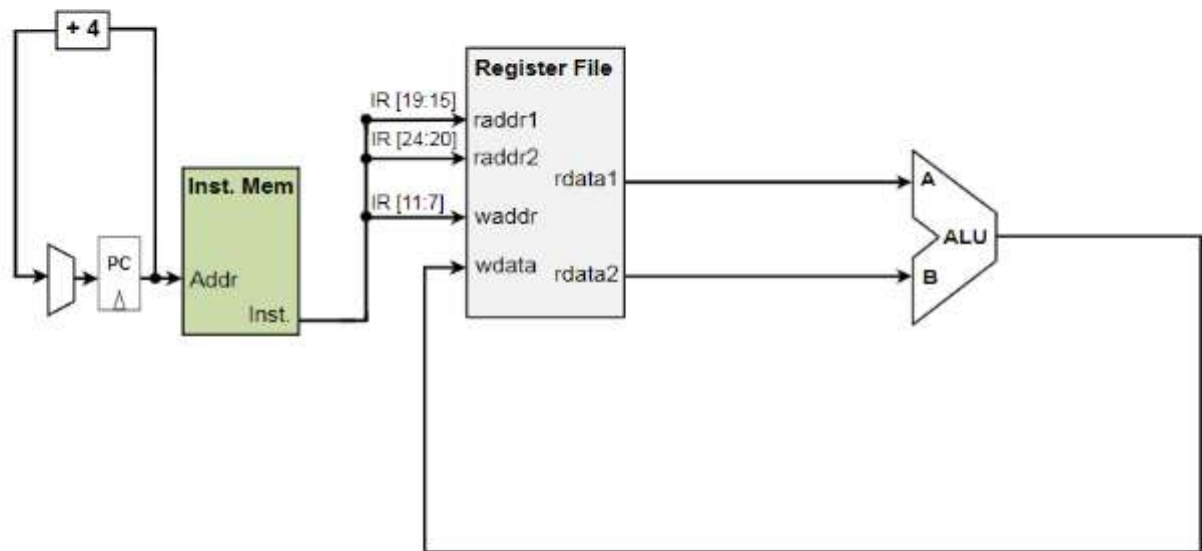 + 4
PC
Inst. Mem
Addr
Inst.
IR [19:15]
IR [24:20]
IR [11:7]
Register File
raddr1
raddr2
rdata1
waddr
wdata
rdata2
A
ALU
B